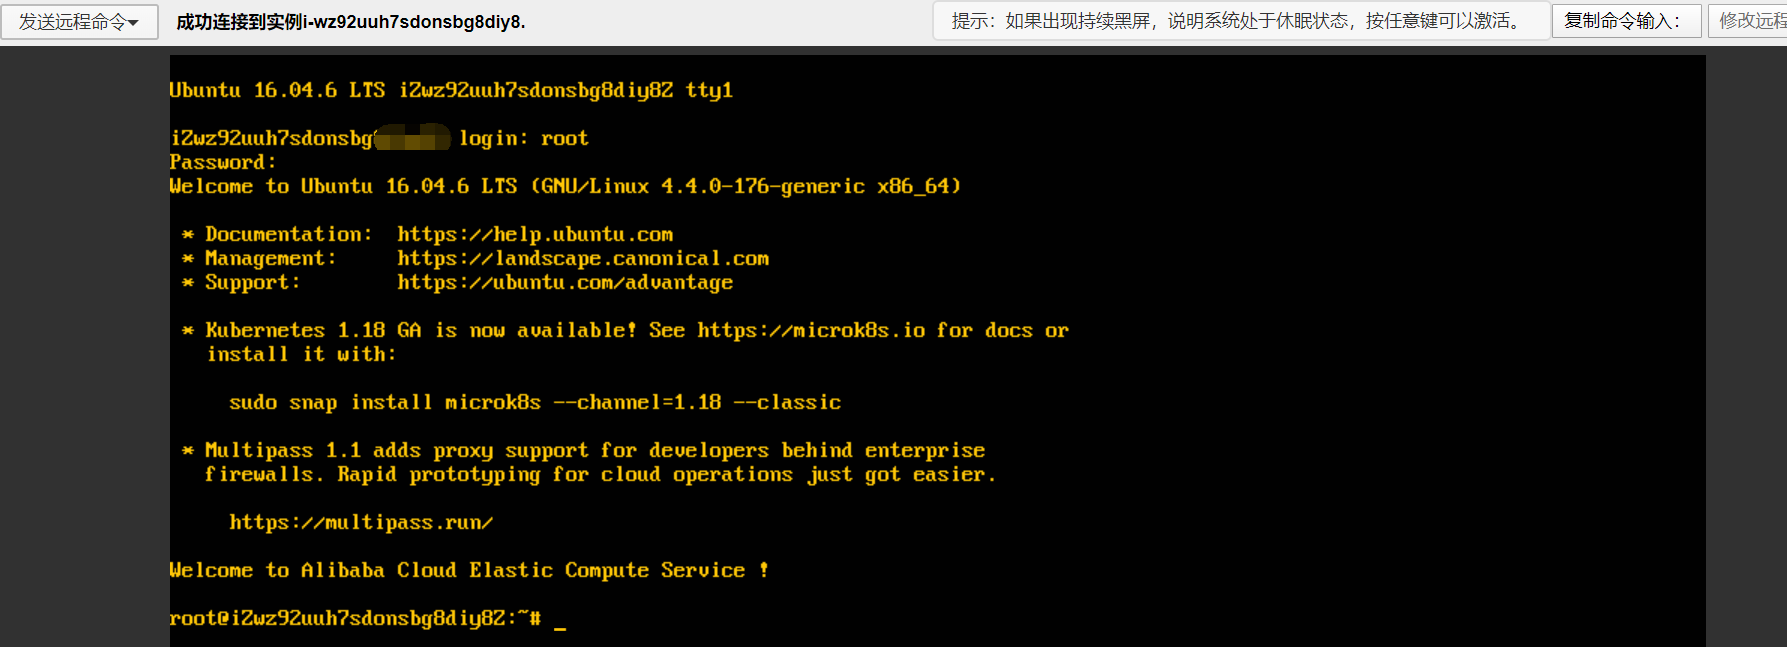 发送远程命令▾ 成功连接到实例i-wz92uuh7sdonsbg8diy8. 提示：如果出现持续黑屏，说明系统处于休眠状态，按任意键可以激活。 复制命令输入： 修改远程
Ubuntu 16.04.6 LTS iZwz92uuh7sdonsbg8diy8Z tty1
iZwz92uuh7sdonsbg login: root
Password:
Welcome to Ubuntu 16.04.6 LTS (GNU/Linux 4.4.0-176-generic x86_64)
* Documentation:  https://help.ubuntu.com
* Management:     https://landscape.canonical.com
* Support:        https://ubuntu.com/advantage
* Kubernetes 1.18 GA is now available! See https://microk8s.io for docs or
install it with:
sudo snap install microk8s --channel=1.18 --classic
* Multipass 1.1 adds proxy support for developers behind enterprise
firewalls. Rapid prototyping for cloud operations just got easier.
https://multipass.run/
Welcome to Alibaba Cloud Elastic Compute Service !
root@iZwz92uuh7sdonsbg8diy8Z:~# _